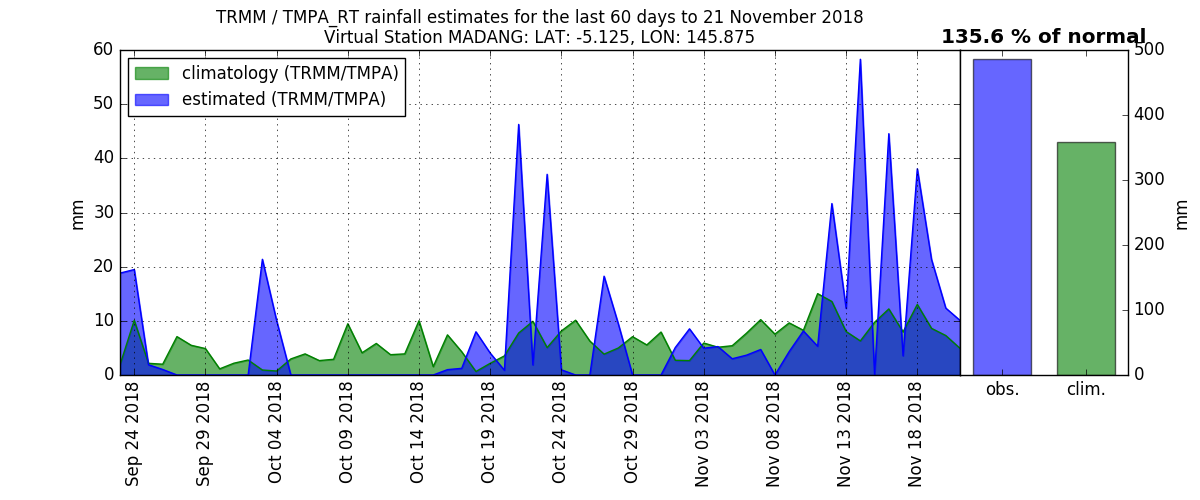 TRMM / TMPA_RT rainfall estimates for the last 60 days to 21 November 2018
Virtual Station MADANG: LAT: -5.125, LON: 145.875
135.6 % of normal
climatology (TRMM/TMPA)
estimated (TRMM/TMPA)
60
50
40
30
20
10
0
mm
500
400
300
200
100
0
mm
Sep 24 2018
Sep 29 2018
Oct 04 2018
Oct 09 2018
Oct 14 2018
Oct 19 2018
Oct 24 2018
Oct 29 2018
Nov 03 2018
Nov 08 2018
Nov 13 2018
Nov 18 2018
obs.
clim.